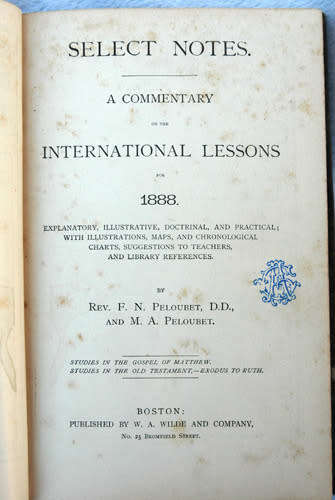 SELECT NOTES.
A COMMENTARY
ON THE
INTERNATIONAL LESSONS
FOR
1888.
EXPLANATORY, ILLUSTRATIVE, DOCTRINAL, AND PRACTICAL;
WITH ILLUSTRATIONS, MAPS, AND CHRONOLOGICAL
CHARTS, SUGGESTIONS TO TEACHERS,
AND LIBRARY REFERENCES.
BY
REV. F. N. PELOUBET, D.D.,
AND M. A. PELOUBET.
STUDIES IN THE GOSPEL OF MATTHEW.
STUDIES IN THE OLD TESTAMENT,—EXODUS TO RUTH.
BOSTON:
PUBLISHED BY W. A. WILDE AND COMPANY,
NO. 25 BROMFIELD STREET.